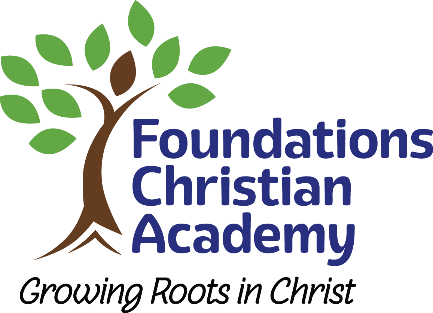 Foundations
Christian
Academy
Growing Roots in Christ